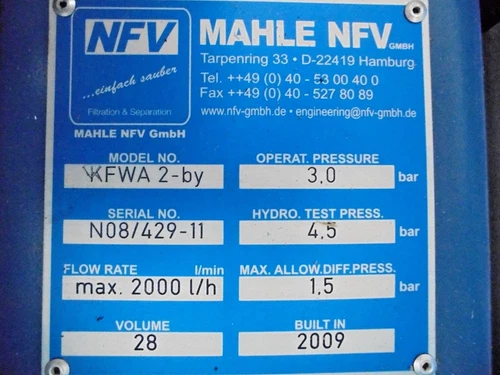 NFV
...einfach sauber
Filtration & Separation
MAHLE NFV GmbH
MAHLE NFV GMBH
Tarpenring 33 • D-22419 Hamburg
Tel. +49 (0) 40 - 53 00 40 0
Fax ++49 (0) 40 - 527 80 89
www.nfv-gmbh.de • engineering@nfv-gmbh.de
MODEL NO.
KFWA 2-by
OPERAT. PRESSURE
3,0 bar
SERIAL NO.
N08/429-11
HYDRO. TEST PRESS.
4,5 bar
FLOW RATE l/min
max. 2000 l/h
MAX. ALLOW.DIFF.PRESS.
1,5 bar
VOLUME
28
BUILT IN
2009